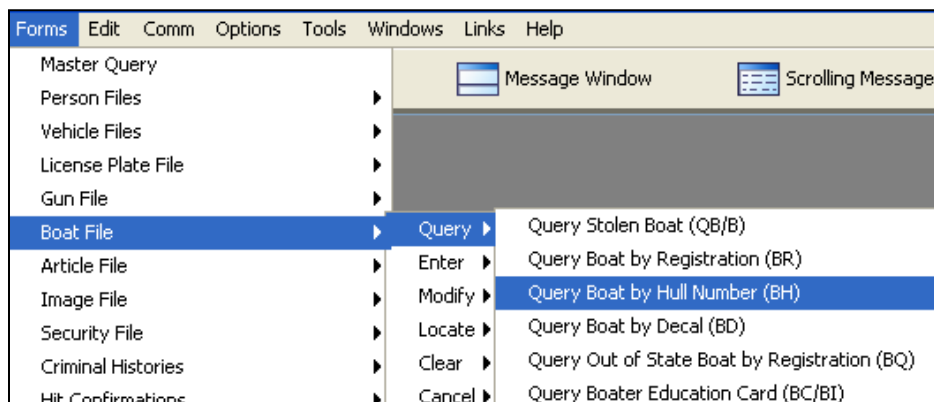 Forms Edit Comm Options Tools Windows Links Help
Master Query
Message Window
Scrolling Message
Person Files
Vehicle Files
License Plate File
Gun File
Boat File
Article File
Image File
Security File
Criminal Histories
Hit Confirmations
Query
Enter
Modify
Locate
Clear
Cancel
Query Stolen Boat (QB/B)
Query Boat by Registration (BR)
Query Boat by Hull Number (BH)
Query Boat by Decal (BD)
Query Out of State Boat by Registration (BQ)
Query Boater Education Card (BC/BI)